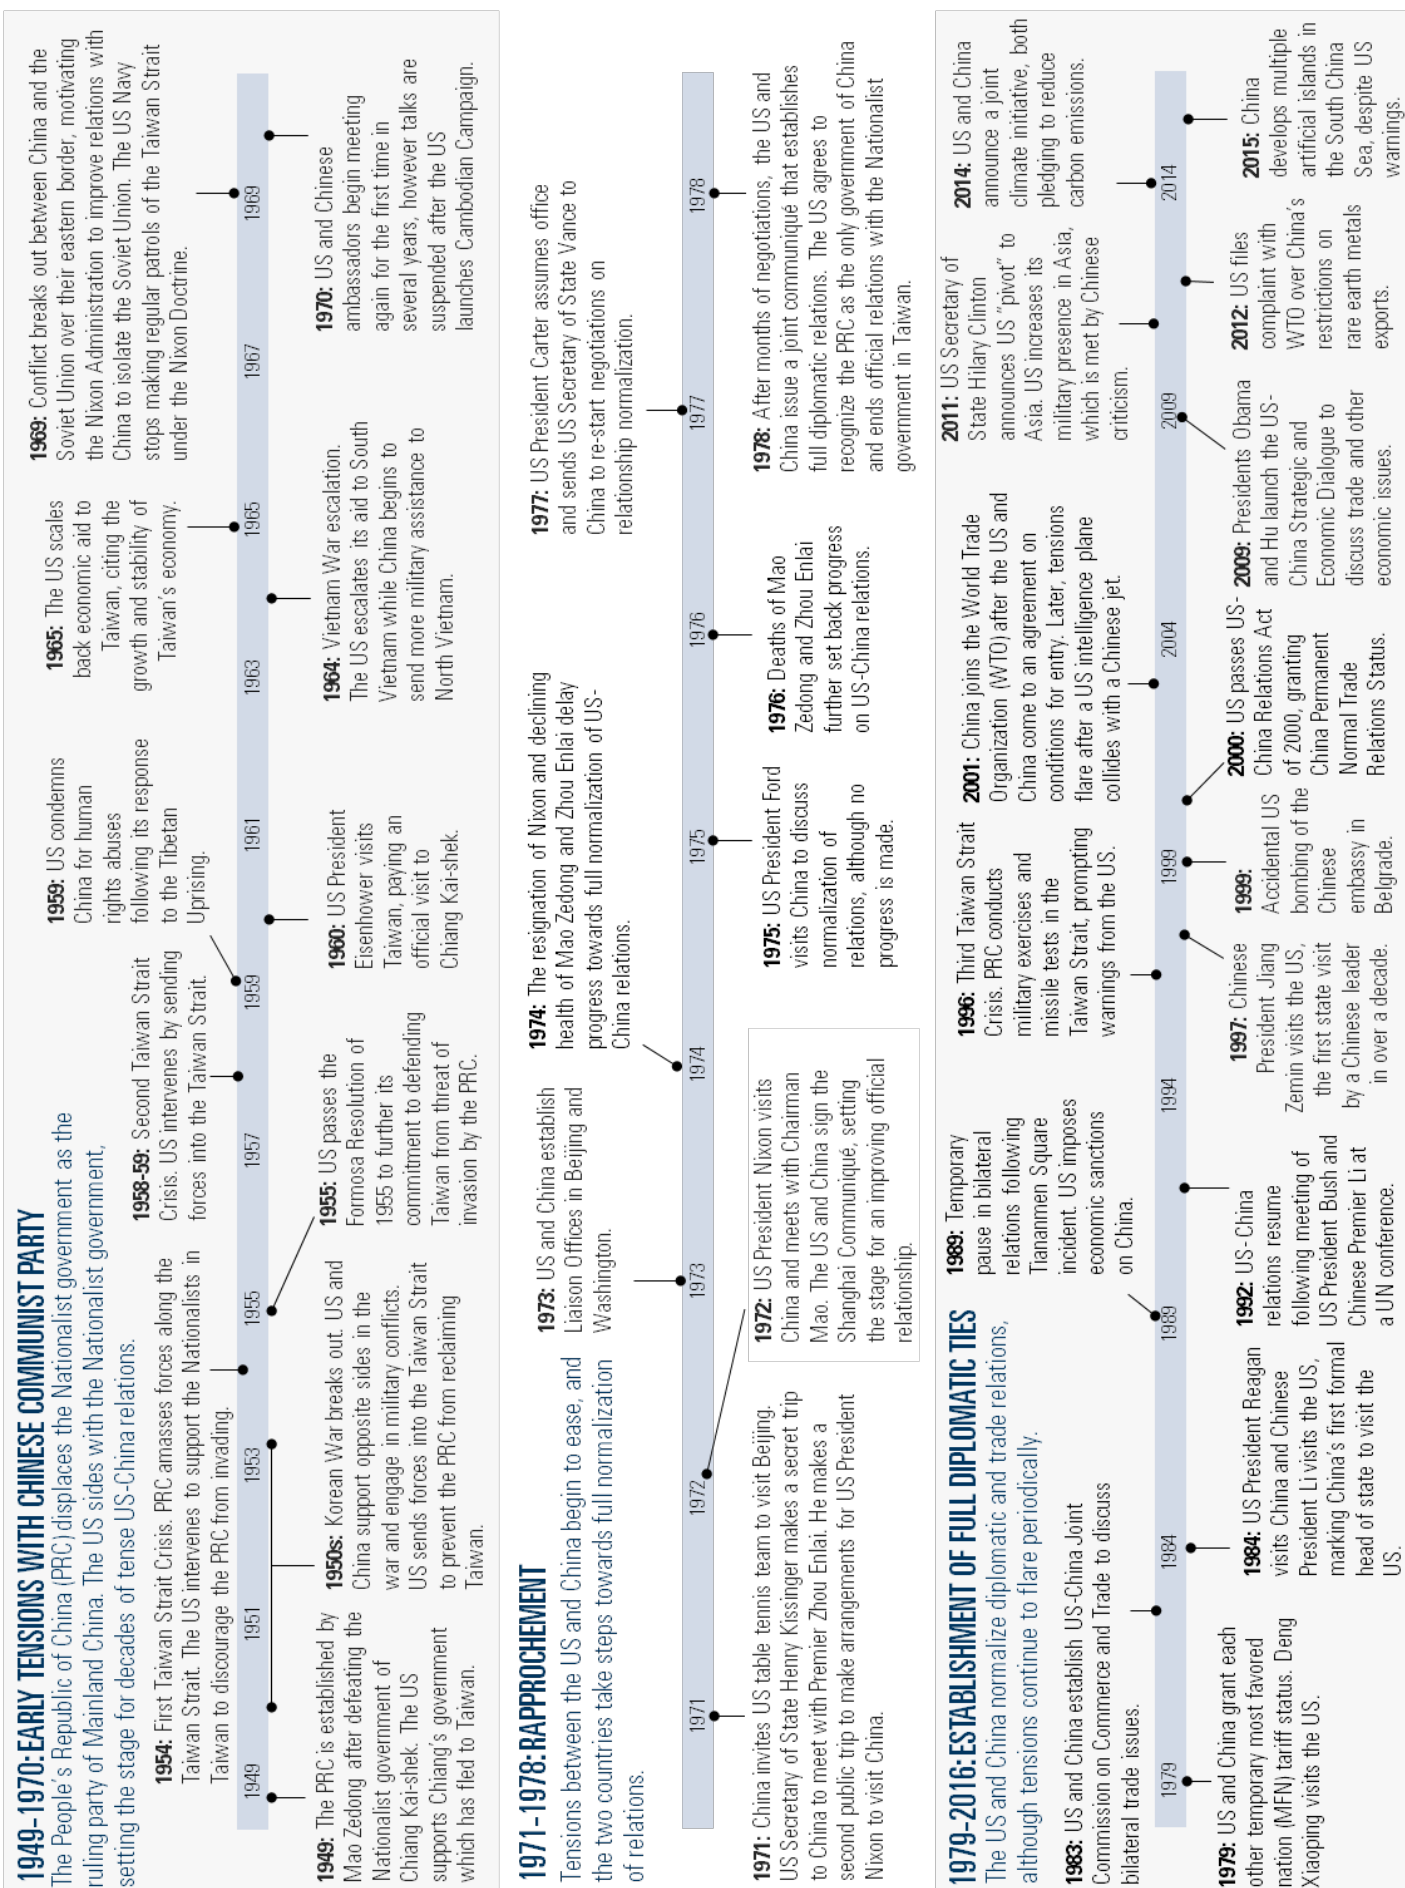 1949-1970: EARLY TENSIONS WITH CHINESE COMMUNIST PARTY
The People's Republic of China (PRC) displaces the Nationalist government as the
ruling party of Mainland China. The US sides with the Nationalist government,
setting the stage for decades of tense US-China relations.
1954: First Taiwan Strait Crisis. PRC amasses forces along the
Taiwan Strait. The US intervenes to support the Nationalists in
Taiwan to discourage the PRC from invading.
1958-59: Second Taiwan Strait
Crisis. US intervenes by sending
forces into the Taiwan Strait.
1959: US condemns
China for human
rights abuses
following its response
to the Tibetan
Uprising.
1965: The US scales
back economic aid to
Taiwan, citing the
growth and stability of
Taiwan's economy.
1969: Conflict breaks out between China and the
Soviet Union over their eastern border, motivating
the Nixon Administration to improve relations with
China to isolate the Soviet Union. The US Navy
stops making regular patrols of the Taiwan Strait
under the Nixon Doctrine.
1949
1951
1953
1955
1957
1959
1961
1963
1965
1967
1969
1949: The PRC is established by
Mao Zedong after defeating the
Nationalist government of
Chiang Kai-shek. The US
supports Chiang's government
which has fled to Taiwan.
1950s: Korean War breaks out. US and
China support opposite sides in the
war and engage in military conflicts.
US sends forces into the Taiwan Strait
to prevent the PRC from reclaiming
Taiwan.
1955: US passes the
Formosa Resolution of
1955 to further its
commitment to defending
Taiwan from threat of
invasion by the PRC.
1960: US President
Eisenhower visits
Taiwan, paying an
official visit to
Chiang Kai-shek.
1964: Vietnam War escalation.
The US escalates its aid to South
Vietnam while China begins to
send more military assistance to
North Vietnam.
1970: US and Chinese
ambassadors begin meeting
again for the first time in
several years, however talks are
suspended after the US
launches Cambodian Campaign.
1971-1978: RAPPROCHEMENT
Tensions between the US and China begin to ease, and
the two countries take steps towards full normalization
of relations.
1973: US and China establish
Liaison Offices in Beijing and
Washington.
1974: The resignation of Nixon and declining
health of Mao Zedong and Zhou Enlai delay
progress towards full normalization of US-
China relations.
1977: US President Carter assumes office
and sends US Secretary of State Vance to
China to re-start negotiations on
relationship normalization.
1971
1972
1973
1974
1975
1976
1977
1978
1971: China invites US table tennis team to visit Beijing.
US Secretary of State Henry Kissinger makes a secret trip
to China to meet with Premier Zhou Enlai. He makes a
second public trip to make arrangements for US President
Nixon to visit China.
1972: US President Nixon visits
China and meets with Chairman
Mao. The US and China sign the
Shanghai Communiqué, setting
the stage for an improving official
relationship.
1975: US President Ford
visits China to discuss
normalization of
relations, although no
progress is made.
1976: Deaths of Mao
Zedong and Zhou Enlai
further set back progress
on US-China relations.
1978: After months of negotiations, the US and
China issue a joint communiqué that establishes
full diplomatic relations. The US agrees to
recognize the PRC as the only government of China
and ends official relations with the Nationalist
government in Taiwan.
1979-2016: ESTABLISHMENT OF FULL DIPLOMATIC TIES
The US and China normalize diplomatic and trade relations,
although tensions continue to flare periodically.
1983: US and China establish US-China Joint
Commission on Commerce and Trade to discuss
bilateral trade issues.
1989: Temporary
pause in bilateral
relations following
Tiananmen Square
incident. US imposes
economic sanctions
on China.
1996: Third Taiwan Strait
Crisis. PRC conducts
military exercises and
missile tests in the
Taiwan Strait, prompting
warnings from the US.
2001: China joins the World Trade
Organization (WTO) after the US and
China come to an agreement on
conditions for entry. Later, tensions
flare after a US intelligence plane
collides with a Chinese jet.
2011: US Secretary of
State Hilary Clinton
announces US "pivot" to
Asia. US increases its
military presence in Asia,
which is met by Chinese
criticism.
2014: US and China
announce a joint
climate initiative, both
pledging to reduce
carbon emissions.
1979
1984
1989
1994
1999
2004
2009
2014
1979: US and China grant each
other temporary most favored
nation (MFN) tariff status. Deng
Xiaoping visits the US.
1984: US President Reagan
visits China and Chinese
President Li visits the US,
marking China's first formal
head of state to visit the
US.
1992: US- China
relations resume
following meeting of
US President Bush and
Chinese Premier Li at
a UN conference.
1997: Chinese
President Jiang
Zemin visits the US,
the first state visit
by a Chinese leader
in over a decade.
1999:
Accidental US
bombing of the
Chinese
embassy in
Belgrade.
2000: US passes US-
China Relations Act
of 2000, granting
China Permanent
Normal Trade
Relations Status.
2009: Presidents Obama
and Hu launch the US-
China Strategic and
Economic Dialogue to
discuss trade and other
economic issues.
2012: US files
complaint with
WTO over China's
restrictions on
rare earth metals
exports.
2015: China
develops multiple
artificial islands in
the South China
Sea, despite US
warnings.